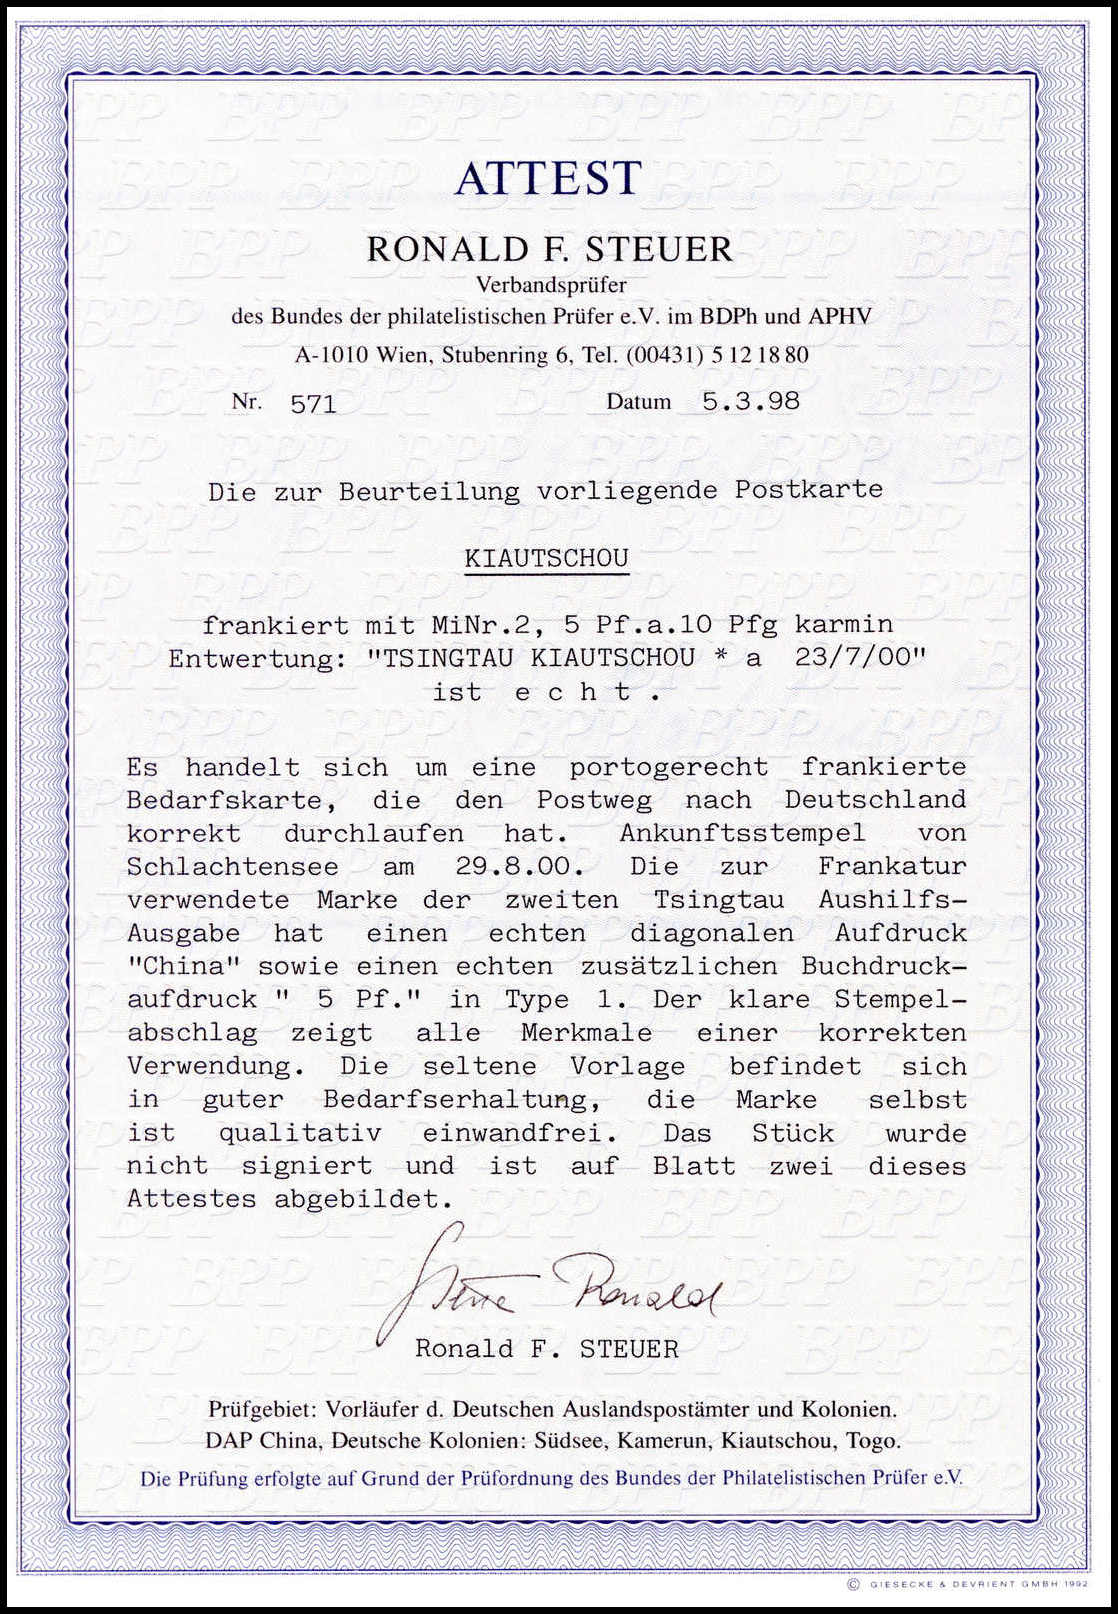 ATTEST
RONALD F. STEUER
Verbandsprüfer
des Bundes der philatelistischen Prüfer e.V. im BDPh und APHV
A-1010 Wien, Stubenring 6, Tel. (00431) 5 12 18 80
Nr. 571 Datum 5.3.98
Die zur Beurteilung vorliegende Postkarte
KIAUTSCHOU
frankiert mit MiNr.2, 5 Pf.a.10 Pfg karmin
Entwertung: "TSINGTAU KIAUTSCHOU * a 23/7/00"
ist e c h t .
Es handelt sich um eine portogerecht frankierte
Bedarfskarte, die den Postweg nach Deutschland
korrekt durchlaufen hat. Ankunftsstempel von
Schlachtensee am 29.8.00. Die zur Frankatur
verwendete Marke der zweiten Tsingtau Aushilfs-
Ausgabe hat einen echten diagonalen Aufdruck
"China" sowie einen echten zusätzlichen Buchdruck-
aufdruck " 5 Pf." in Type 1. Der klare Stempel-
abschlag zeigt alle Merkmale einer korrekten
Verwendung. Die seltene Vorlage befindet sich
in guter Bedarfserhaltung, die Marke selbst
ist qualitativ einwandfrei. Das Stück wurde
nicht signiert und ist auf Blatt zwei dieses
Attestes abgebildet.
Steuer Ronald
Ronald F. STEUER
Prüfgebiet: Vorläufer d. Deutschen Auslandspostämter und Kolonien.
DAP China, Deutsche Kolonien: Südsee, Kamerun, Kiautschou, Togo.
Die Prüfung erfolgte auf Grund der Prüfordnung des Bundes der Philatelistischen Prüfer e.V.
© GIESECKE & DEVRIENT GMBH 1992